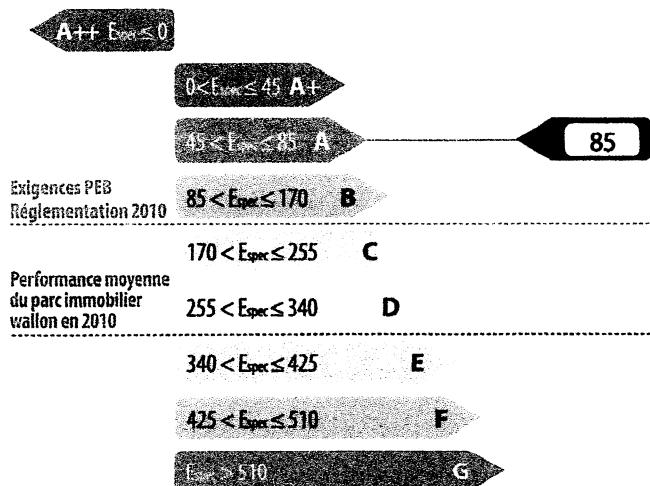 A++ Espec ≤ 0
0 < Espec ≤ 45 A+
45 < Espec ≤ 85 A
85
Exigences PEB
Réglementation 2010
85 < Espec ≤ 170 B
170 < Espec ≤ 255 C
Performance moyenne
du parc immobilier
wallon en 2010
255 < Espec ≤ 340 D
340 < Espec ≤ 425 E
425 < Espec ≤ 510 F
Espec > 510 G